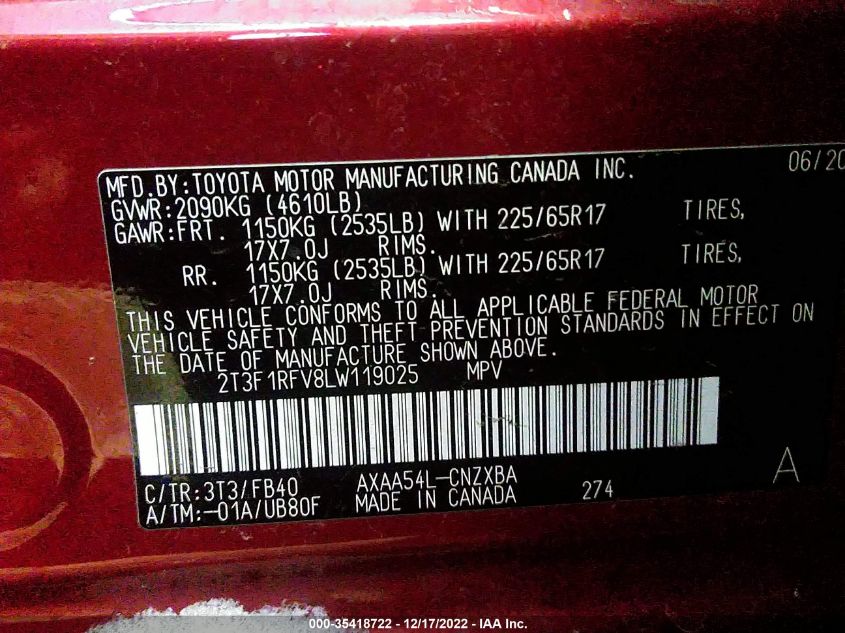 MFD.BY:TOYOTA MOTOR MANUFACTURING CANADA INC. 06/20
GVWR:2090KG (4610LB)
GAWR:FRT. 1150KG (2535LB) WITH 225/65R17 TIRES,
17X7.0J RIMS.
RR. 1150KG (2535LB) WITH 225/65R17 TIRES,
17X7.0J RIMS.
THIS VEHICLE CONFORMS TO ALL APPLICABLE FEDERAL MOTOR
VEHICLE SAFETY AND THEFT PREVENTION STANDARDS IN EFFECT ON
THE DATE OF MANUFACTURE SHOWN ABOVE.
2T3F1RFV8LW119025 MPV
C/TR:3T3/FB40 AXAA54L-CNZXBA A
A/TM:-01A/UB80F MADE IN CANADA 274
000-35418722 - 12/17/2022 - IAA Inc.